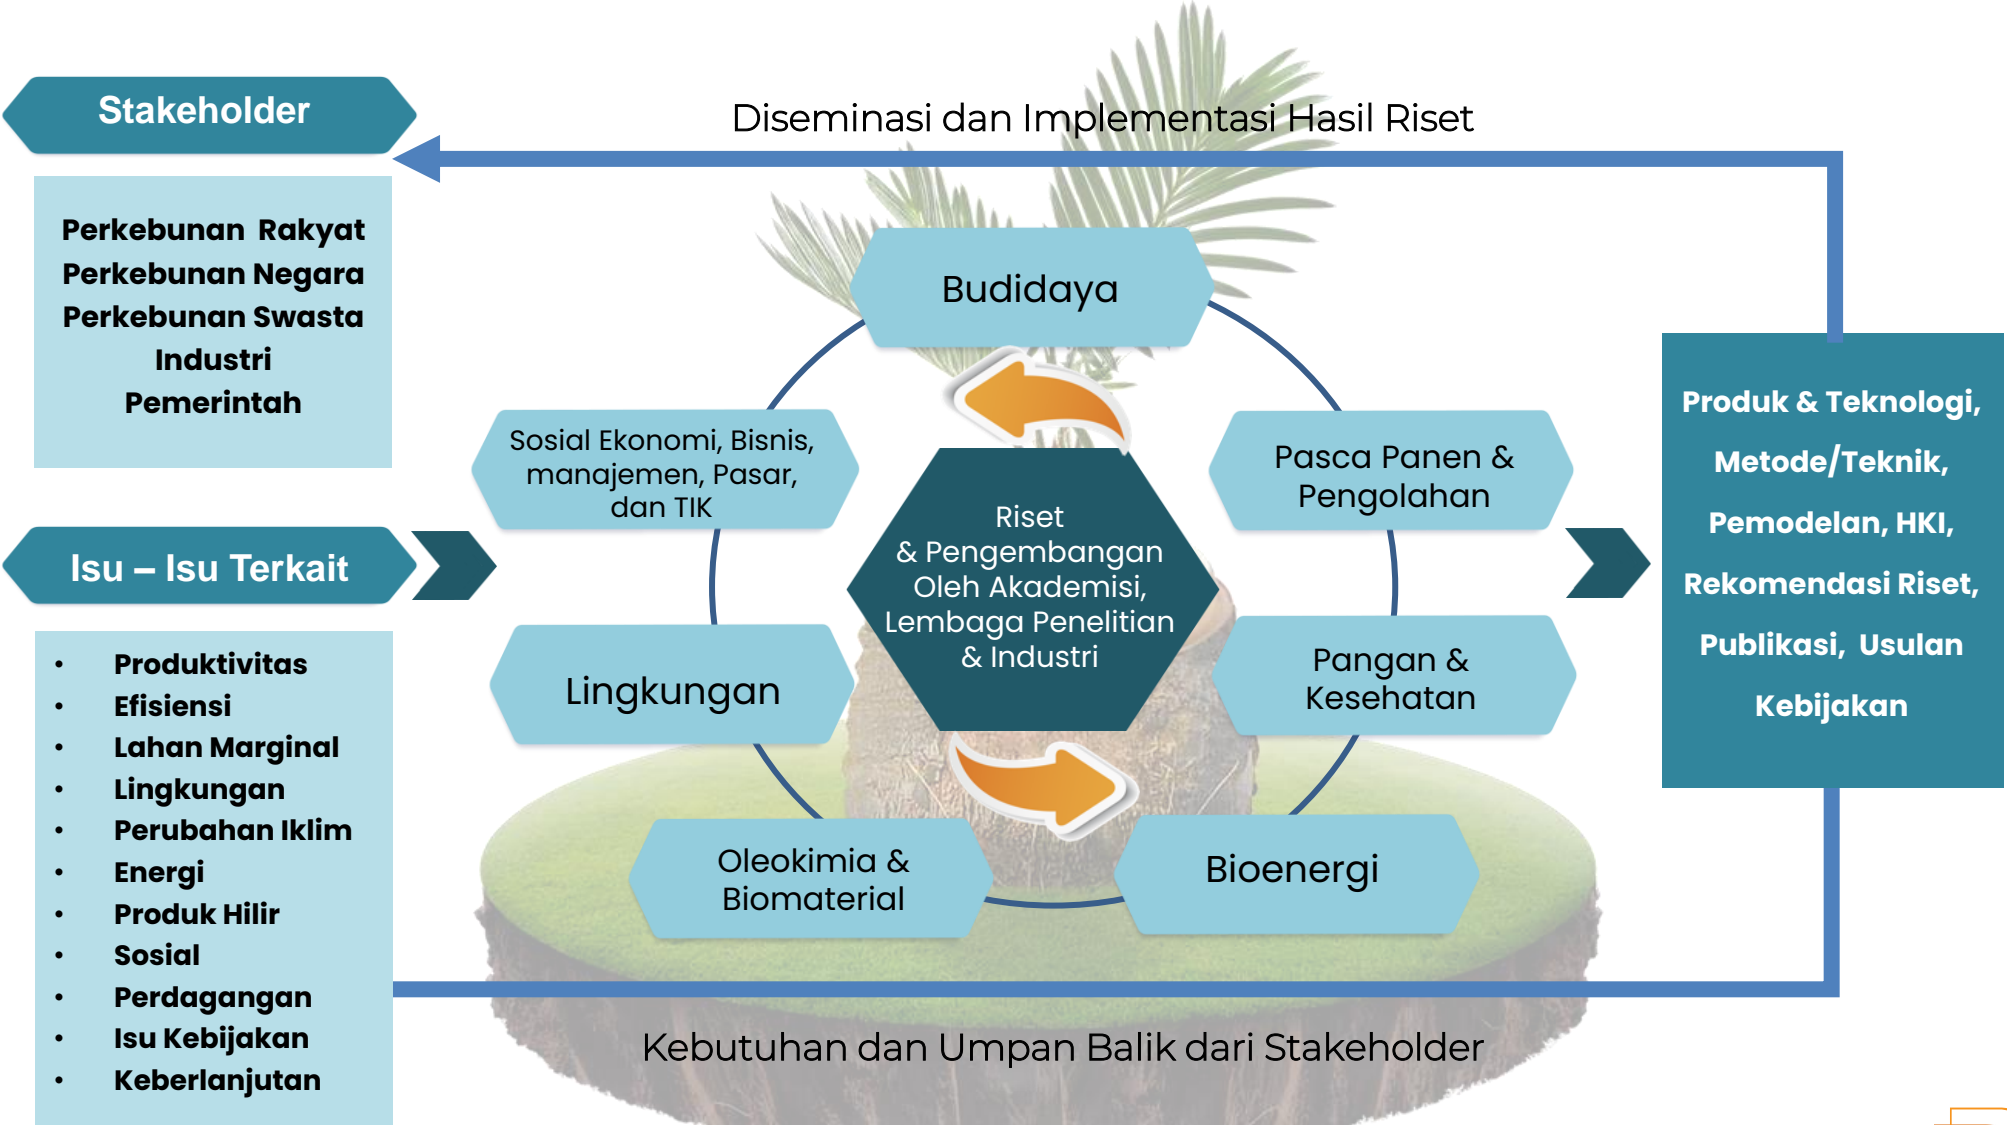 Stakeholder
Diseminasi dan Implementasi Hasil Riset
Perkebunan Rakyat
Perkebunan Negara
Perkebunan Swasta
Industri
Pemerintah
Isu – Isu Terkait
• Produktivitas
• Efisiensi
• Lahan Marginal
• Lingkungan
• Perubahan Iklim
• Energi
• Produk Hilir
• Sosial
• Perdagangan
• Isu Kebijakan
• Keberlanjutan
Budidaya
Sosial Ekonomi, Bisnis,
manajemen, Pasar,
dan TIK
Pasca Panen &
Pengolahan
Riset
& Pengembangan
Oleh Akademisi,
Lembaga Penelitian
& Industri
Lingkungan
Pangan &
Kesehatan
Oleokimia &
Biomaterial
Bioenergi
Produk & Teknologi,
Metode/Teknik,
Pemodelan, HKI,
Rekomendasi Riset,
Publikasi, Usulan
Kebijakan
Kebutuhan dan Umpan Balik dari Stakeholder